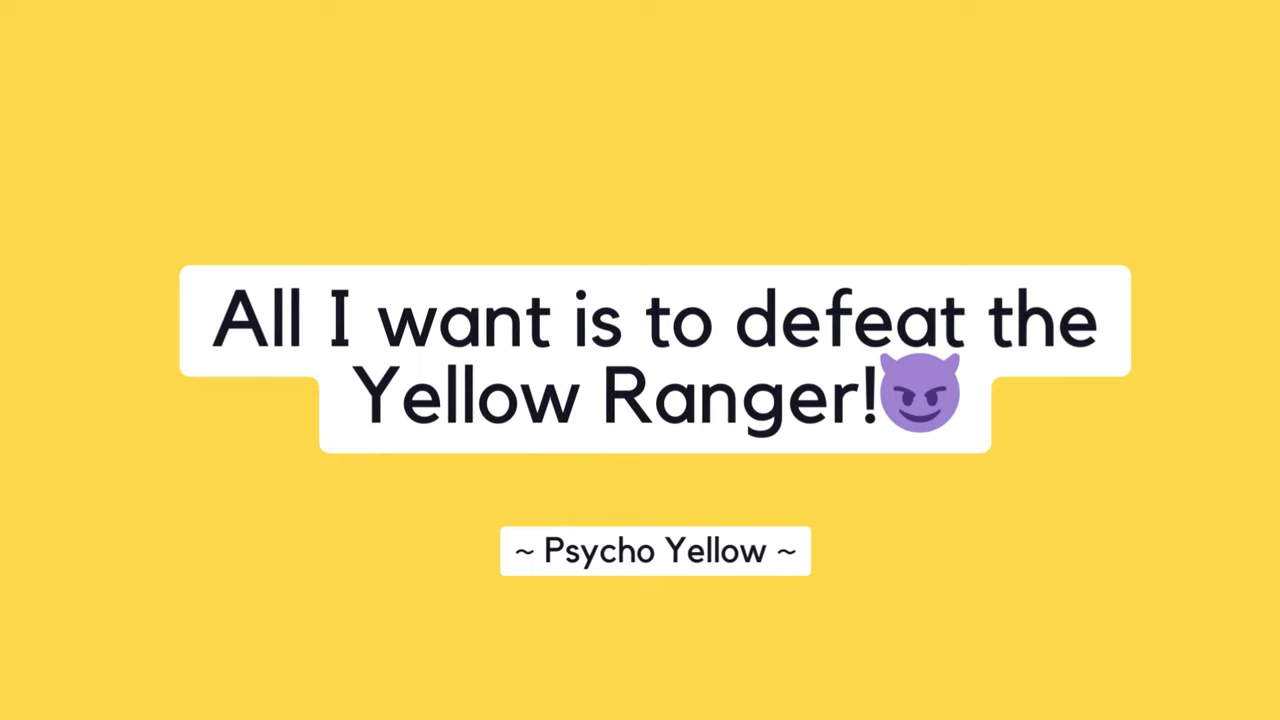 All I want is to defeat the
Yellow Ranger!😈
~ Psycho Yellow ~